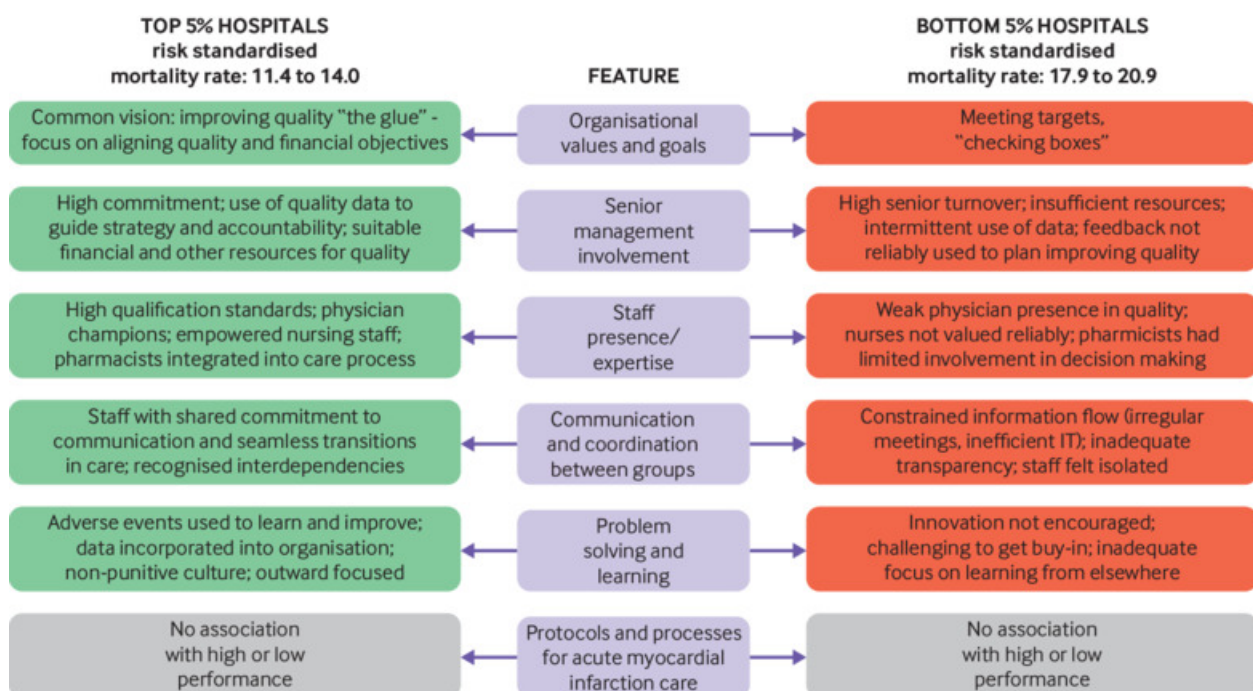 TOP 5% HOSPITALS
risk standardised
mortality rate: 11.4 to 14.0
FEATURE
BOTTOM 5% HOSPITALS
risk standardised
mortality rate: 17.9 to 20.9
Common vision: improving quality "the glue" -
focus on aligning quality and financial objectives
Organisational
values and goals
Meeting targets,
"checking boxes"
High commitment; use of quality data to
guide strategy and accountability; suitable
financial and other resources for quality
Senior
management
involvement
High senior turnover; insufficient resources;
intermittent use of data; feedback not
reliably used to plan improving quality
High qualification standards; physician
champions; empowered nursing staff;
pharmacists integrated into care process
Staff
presence/
expertise
Weak physician presence in quality;
nurses not valued reliably; pharmicists had
limited involvement in decision making
Staff with shared commitment to
communication and seamless transitions
in care; recognised interdependencies
Communication
and coordination
between groups
Constrained information flow (irregular
meetings, inefficient IT); inadequate
transparency; staff felt isolated
Adverse events used to learn and improve;
data incorporated into organisation;
non-punitive culture; outward focused
Problem
solving and
learning
Innovation not encouraged;
challenging to get buy-in; inadequate
focus on learning from elsewhere
No association
with high or low
performance
Protocols and processes
for acute myocardial
infarction care
No association
with high or low
performance